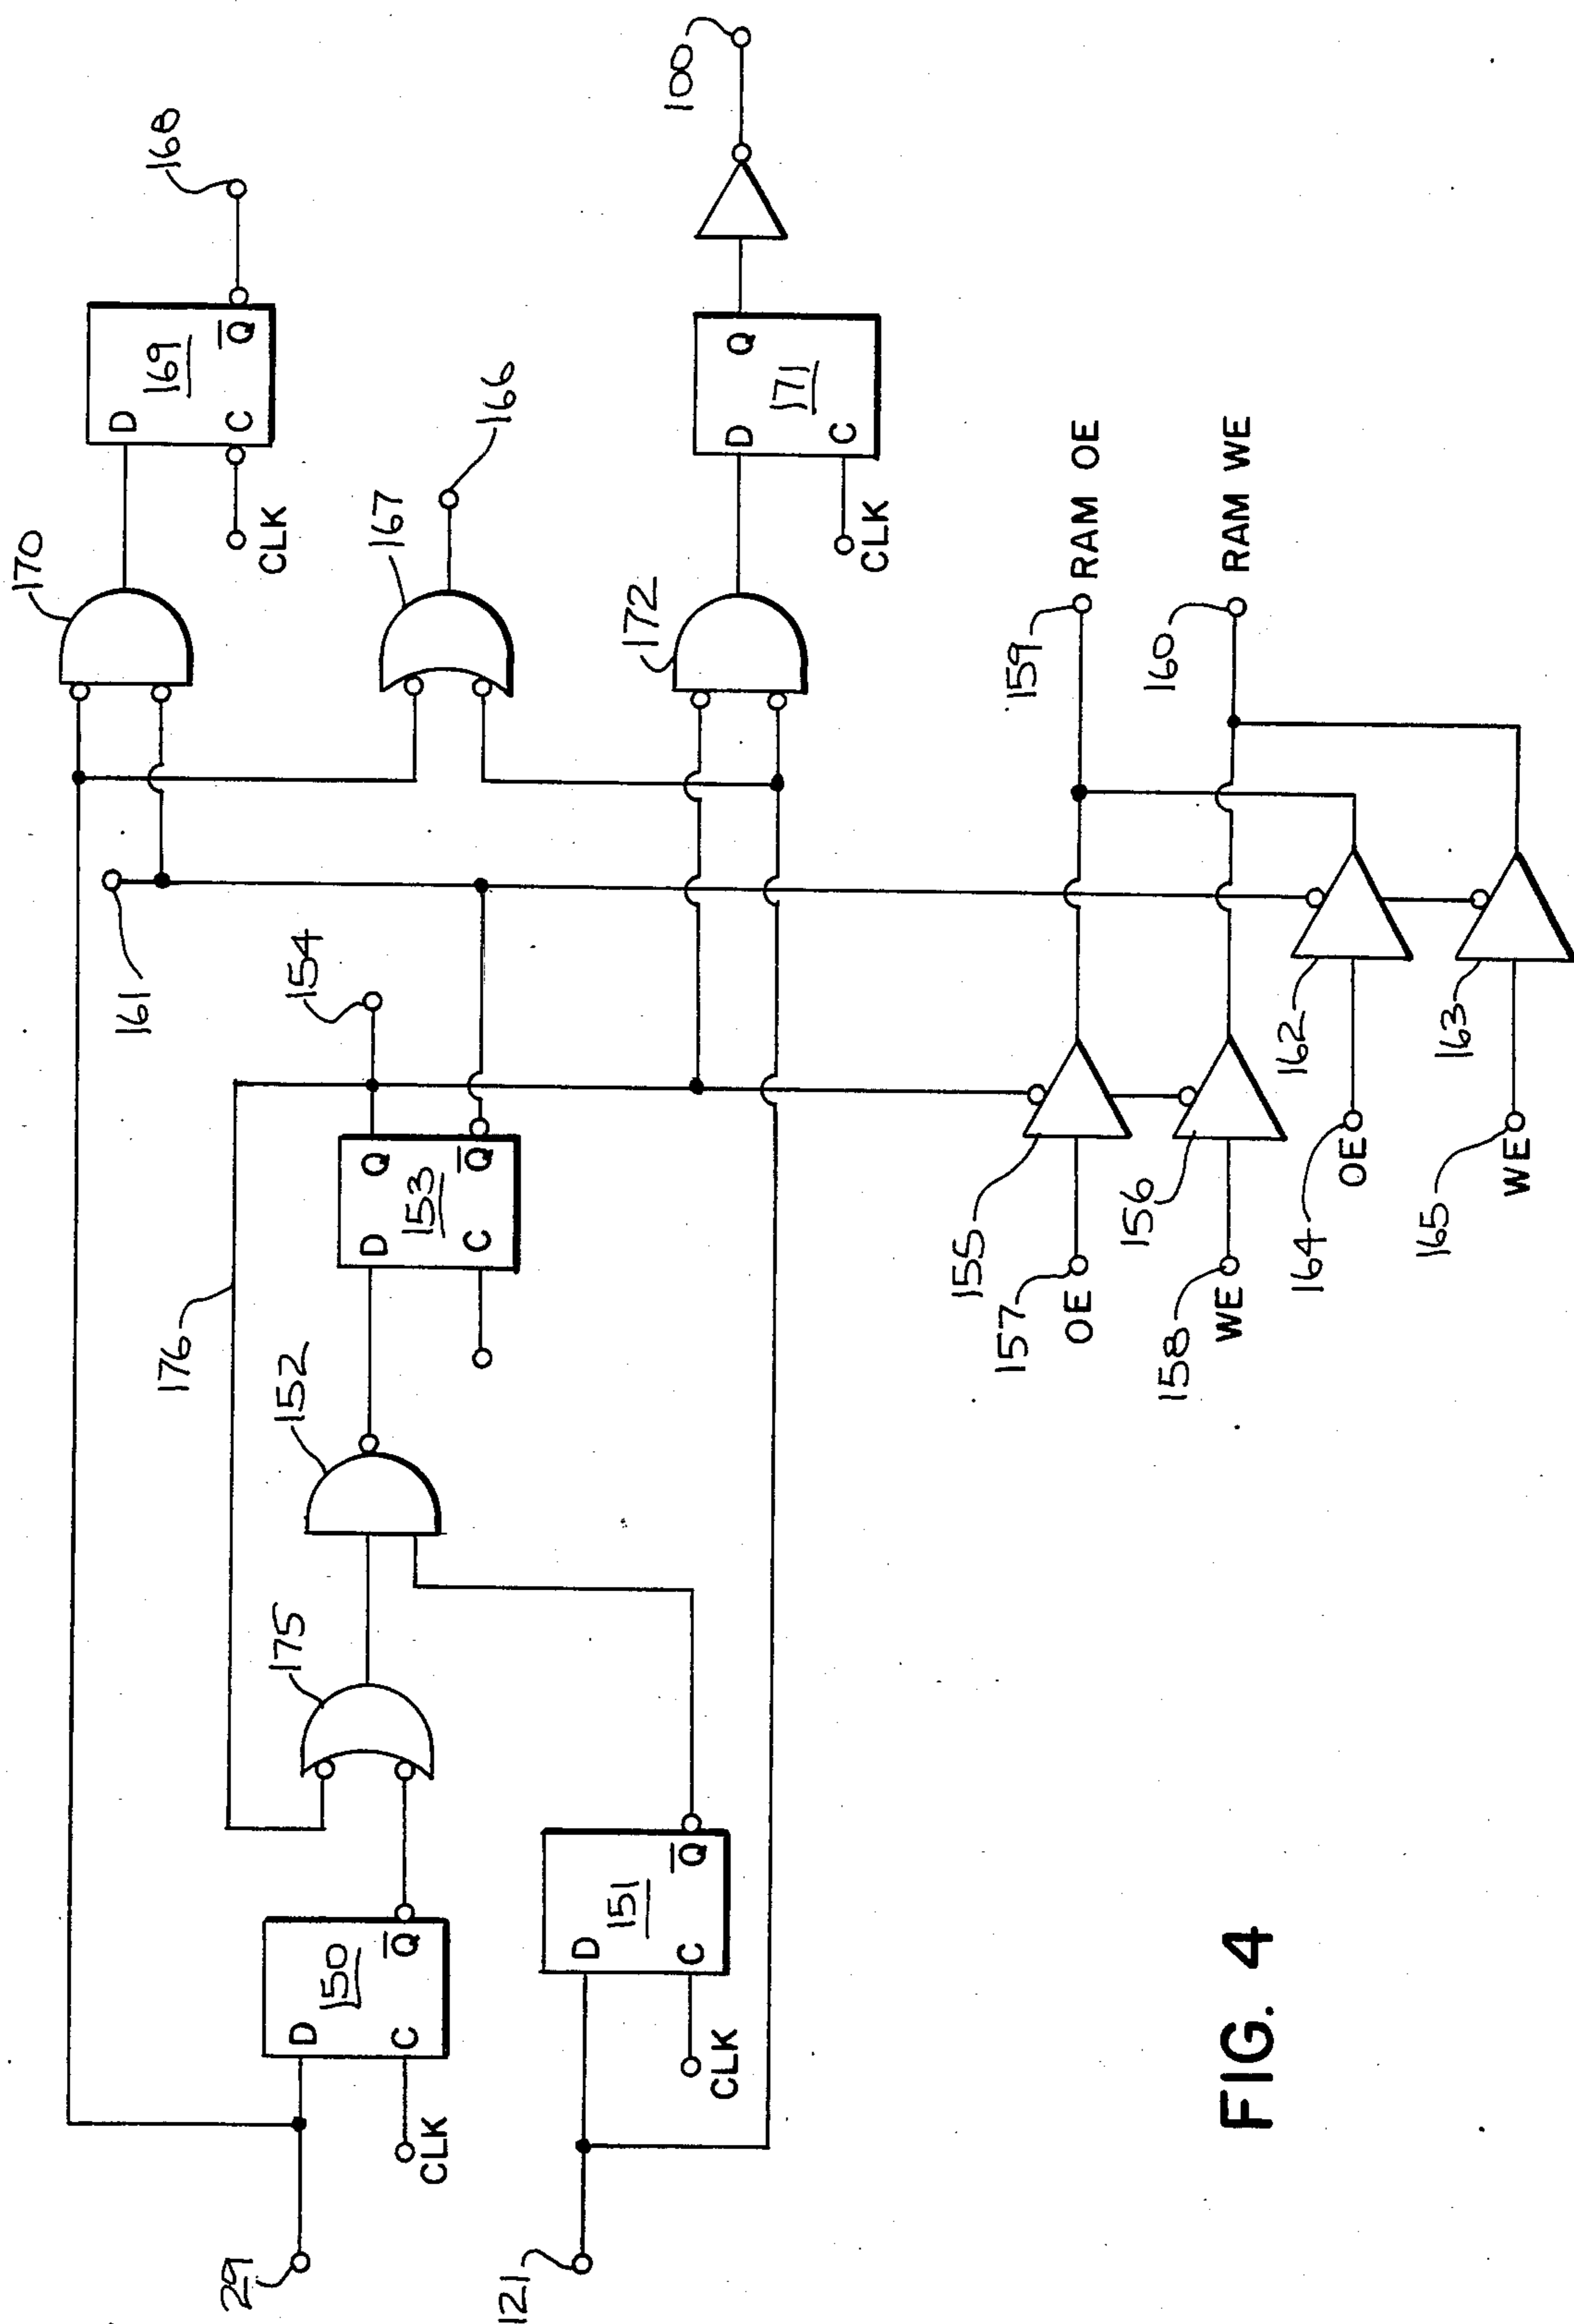 170
D
161
168
169
176
C
Q̄
29
CLK
175
152
154
D
150
D
Q
167
C
Q̄
153
CLK
C
Q̄
166
121
D
151
172
100
C
Q̄
CLK
D
Q
171
C
CLK
155
157
OE
159
RAM OE
156
158
WE
160
RAM WE
FIG. 4
162
164
OE
163
165
WE